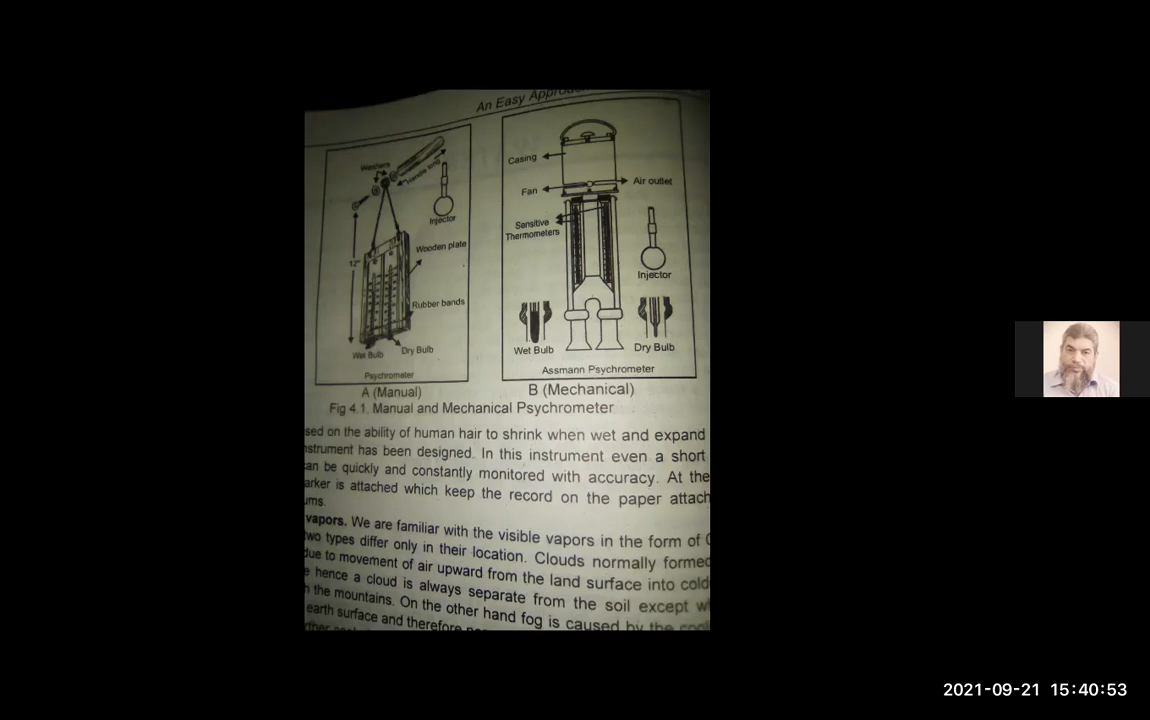 An Easy Approac
Washers
Handle long
Injector
12"
Wooden plate
Rubber bands
Wet Bulb
Dry Bulb
Psychrometer
A (Manual)
Casing
Fan
Air outlet
Sensitive
Thermometers
Injector
Wet Bulb
Dry Bulb
Assmann Psychrometer
B (Mechanical)
Fig 4.1. Manual and Mechanical Psychrometer
sed on the ability of human hair to shrink when wet and expand
nstrument has been designed. In this instrument even a short
an be quickly and constantly monitored with accuracy. At the
arker is attached which keep the record on the paper attach
ums.
vapors. We are familiar with the visible vapors in the form of
two types differ only in their location. Clouds normally formed
due to movement of air upward from the land surface into cold
e hence a cloud is always separate from the soil except
the mountains. On the other hand fog is caused by the cool
earth surface and therefore
2021-09-21 15:40:53